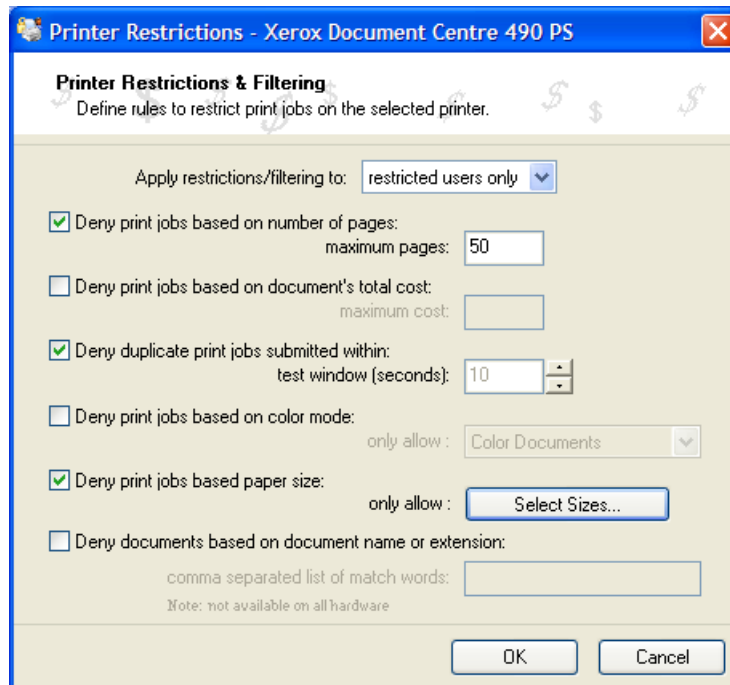 Printer Restrictions - Xerox Document Centre 490 PS
Printer Restrictions & Filtering
Define rules to restrict print jobs on the selected printer.
Apply restrictions/filtering to: restricted users only
Deny print jobs based on number of pages:
maximum pages: 50
Deny print jobs based on document's total cost:
maximum cost:
Deny duplicate print jobs submitted within:
test window (seconds): 10
Deny print jobs based on color mode:
only allow : Color Documents
Deny print jobs based paper size:
only allow : Select Sizes...
Deny documents based on document name or extension:
comma separated list of match words:
Note: not available on all hardware
OK Cancel